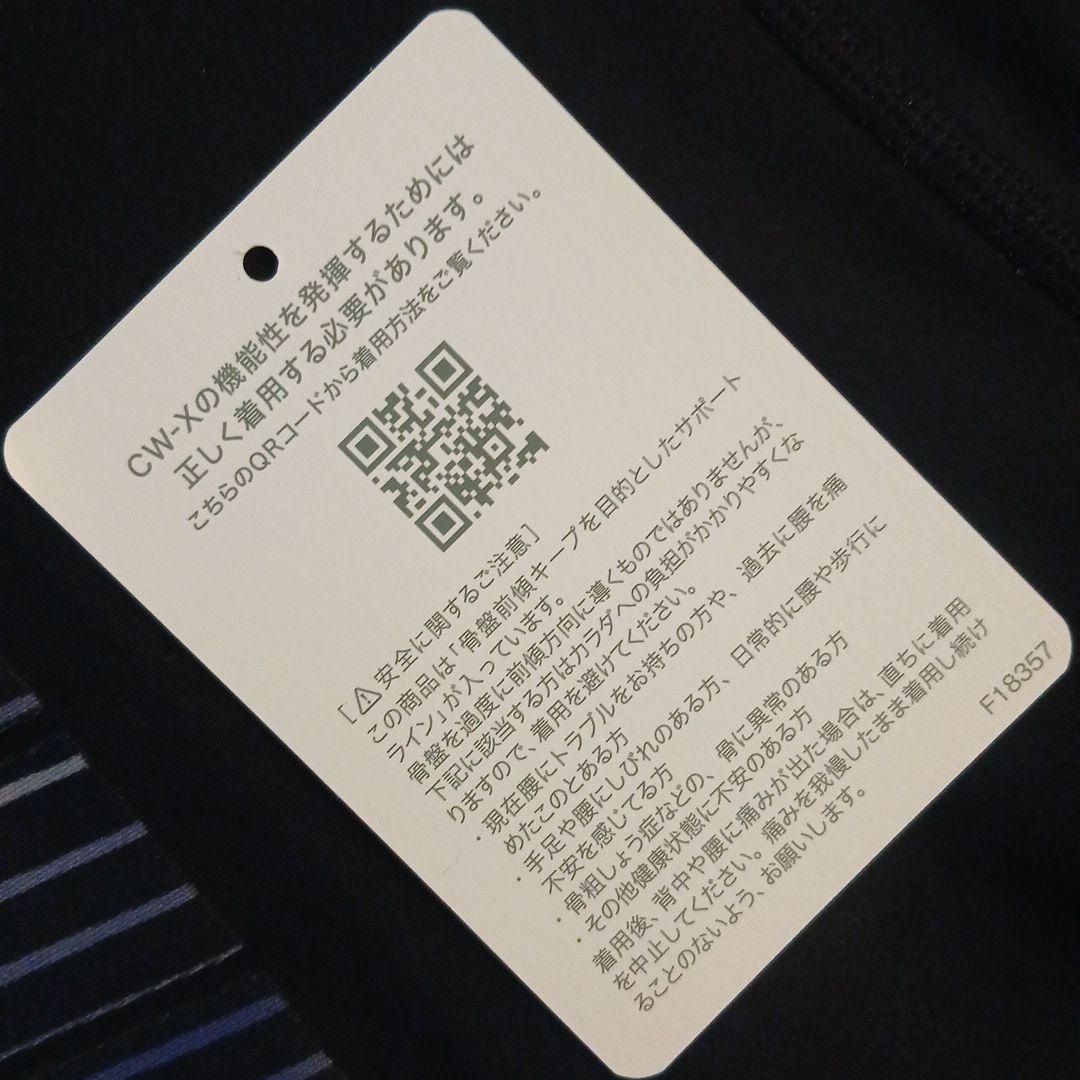 CW-Xの機能性を発揮するためには
正しく着用する必要があります。
こちらのQRコードから着用方法をご覧ください。
[⚠安全に関するご注意]
この商品は「骨盤前傾キープを目的としたサポート
ライン」が入っています。
骨盤を過度に前傾方向に導くものではありませんが、
下記に該当する方はカラダへの負担がかかりやすくな
りますので、着用を避けてください。
・現在腰にトラブルをお持ちの方や、過去に腰を痛
めたことのある方
・手足や腰にしびれのある方、日常的に腰や歩行に
不安を感じてる方
・骨粗しょう症などの、骨に異常のある方
・その他健康状態に不安のある方
着用後、背中や腰に痛みが出た場合は、直ちに着用
を中止してください。痛みを我慢したまま着用し続け
ることのないよう、お願いします。
F18357